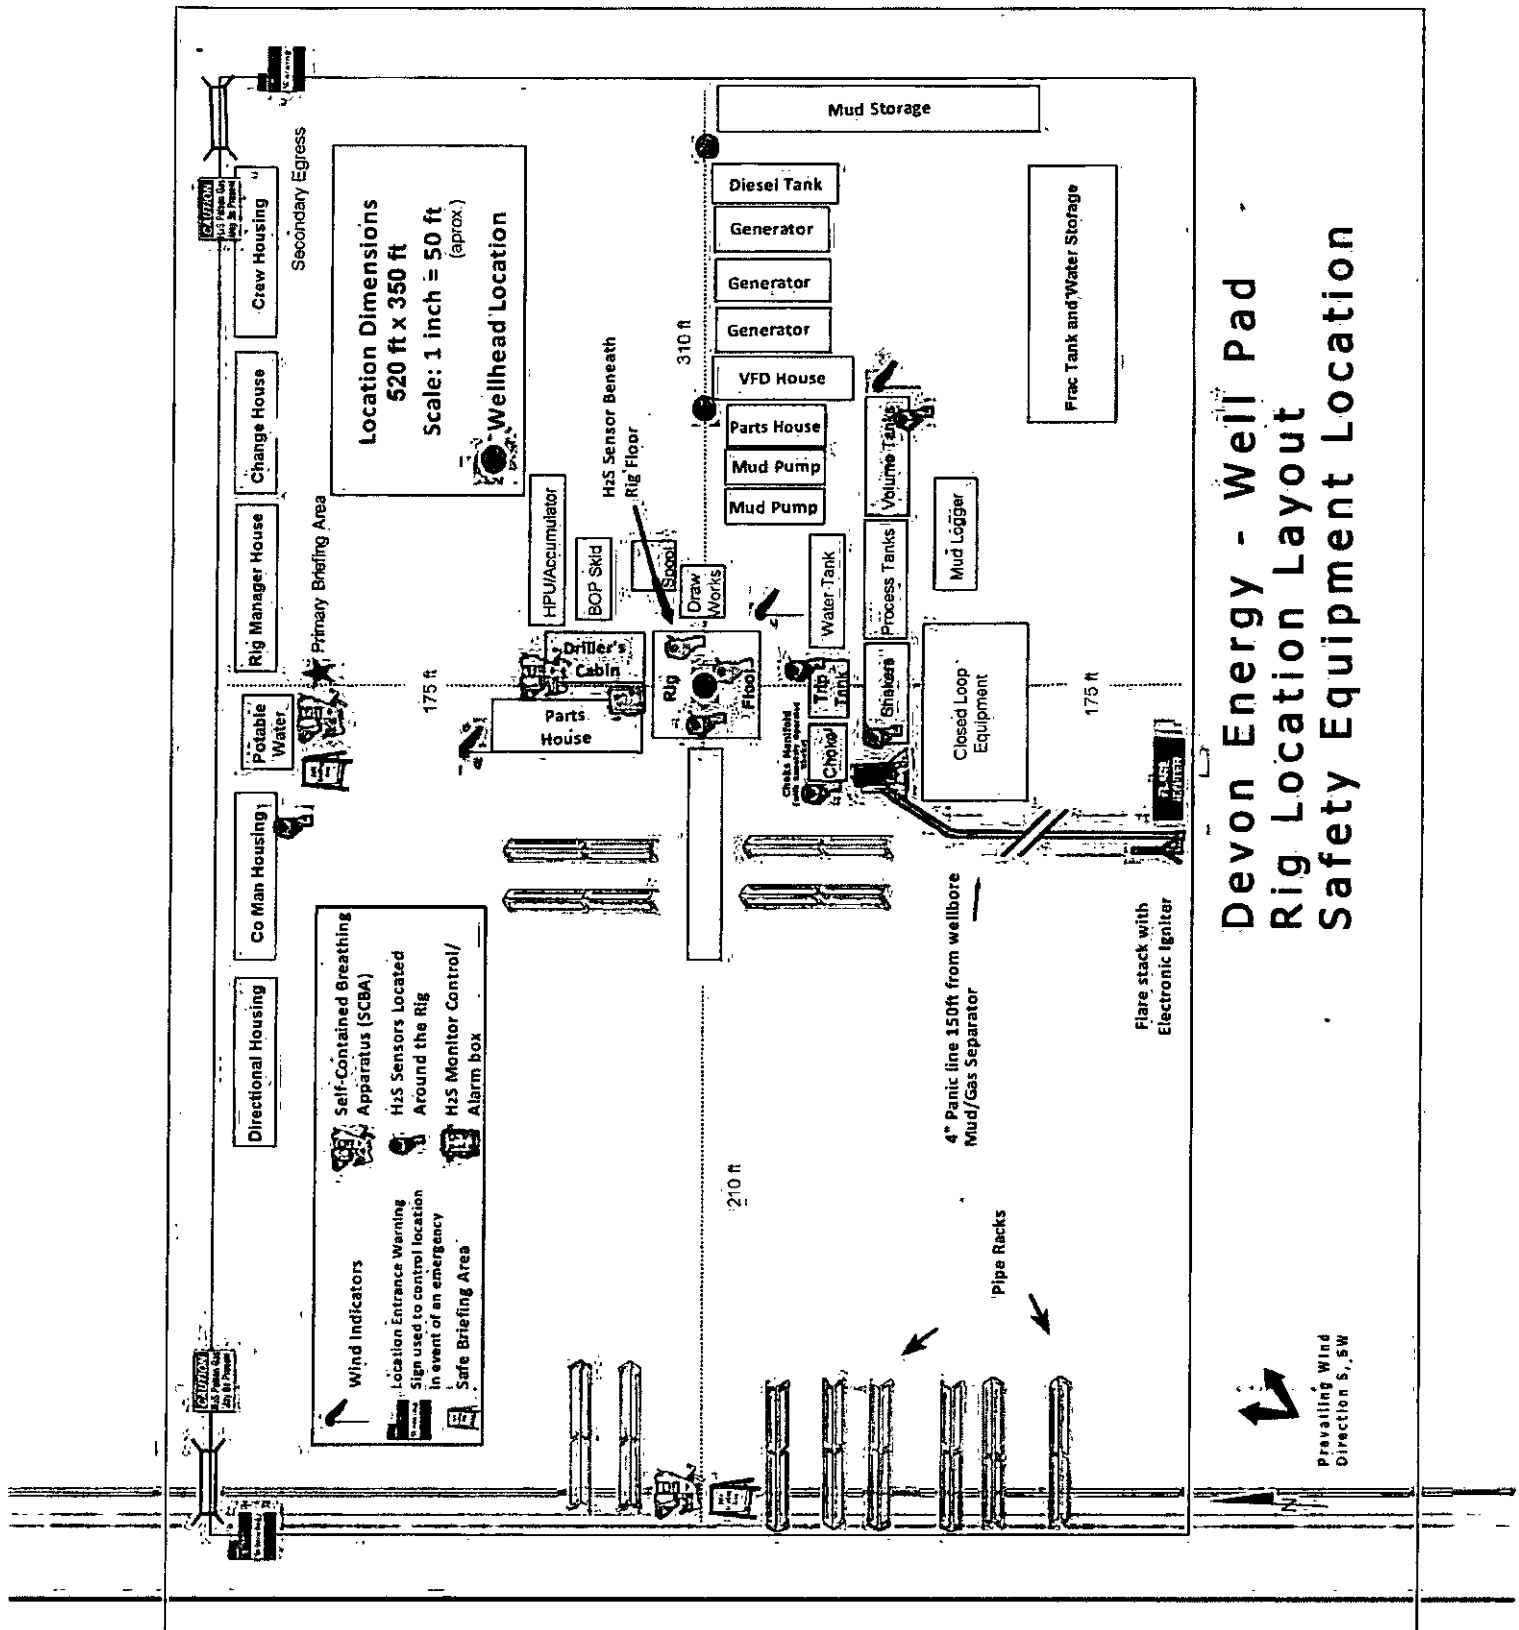 Mud Storage
Secondary Egress
Crew Housing
Change House
Rig Manager House
Potable
Water
Co Man Housing
Directional Housing
Primary Briefing Area
Location Dimensions
520 ft x 350 ft
Scale: 1 inch = 50 ft
(aprox.)
Wellhead Location
Diesel Tank
Generator
Generator
Generator
VFD House
Parts House
Mud Pump
Mud Pump
310 ft
H2S Sensor Beneath
Rig Floor
HPU/Accumulator
BOP Skid
Spool
Draw
Works
Driller's
Cabin
Parts
House
Rig
Floor
175 ft
Water Tank
Trip
Tank
Choke
Choke Manifold
Volume Tanks
Process Tanks
Shakers
Mud Logger
Closed Loop
Equipment
175 ft
Frac Tank and Water Storage
Self-Contained Breathing
Apparatus (SCBA)
H2S Sensors Located
Around the Rig
H2S Monitor Control/
Alarm box
Wind Indicators
Location Entrance Warning
Sign used to control location
in event of an emergency
Safe Briefing Area
CAUTION
CAUTION
210 ft
4" Panic line 150ft from wellbore
Mud/Gas Separator
Flare stack with
Electronic Igniter
Pipe Racks
Prevailing Wind
Direction S, SW
N
Devon Energy - Well Pad
Rig Location Layout
Safety Equipment Location